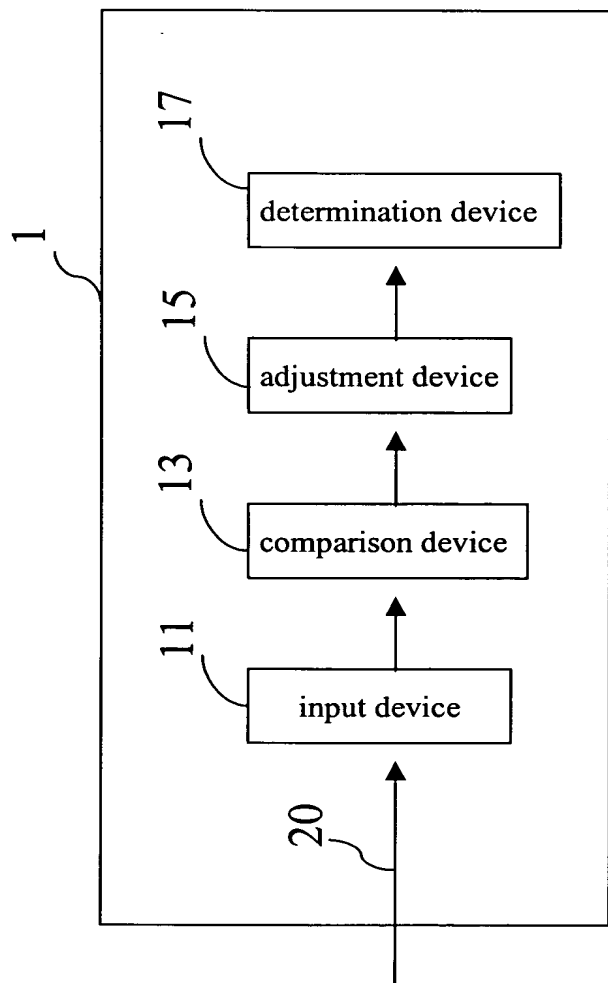 1
17
determination device
15
adjustment device
13
comparison device
11
input device
20